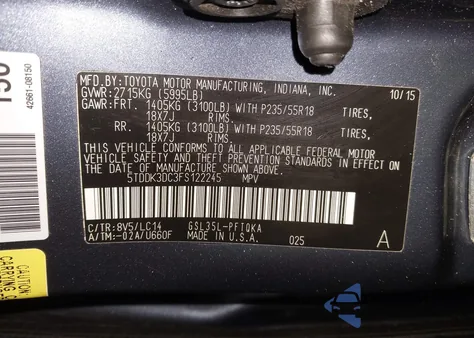 MFD. BY:TOYOTA MOTOR MANUFACTURING, INDIANA, INC.
GVWR:2715KG (5995LB) 10/15
GAWR:FRT. 1405KG (3100LB) WITH P235/55R18 TIRES,
18X7J RIMS.
RR. 1405KG (3100LB) WITH P235/55R18 TIRES,
18X7J RIMS.
THIS VEHICLE CONFORMS TO ALL APPLICABLE FEDERAL MOTOR
VEHICLE SAFETY AND THEFT PREVENTION STANDARDS IN EFFECT ON
THE DATE OF MANUFACTURE SHOWN ABOVE.
5TDDK3DC3FS122245 MPV
C/TR:8V5/LC14 GSL35L-PFTQKA
A/TM:-02A/U660F MADE IN U.S.A. 025 A
42661-08150
CAUTION